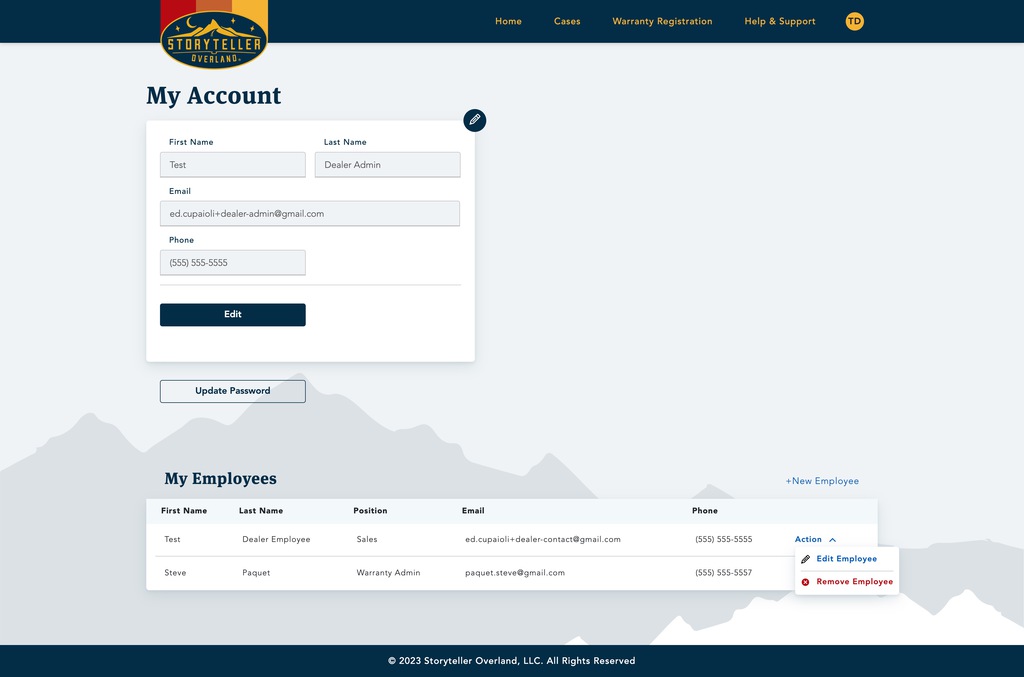 Home Cases Warranty Registration Help & Support TD
STORYTELLER
OVERLAND
My Account
First Name Last Name
Test Dealer Admin
Email
ed.cupaioli+dealer-admin@gmail.com
Phone
(555) 555-5555
Edit
Update Password
My Employees
+New Employee
First Name Last Name Position Email Phone
Test Dealer Employee Sales ed.cupaioli+dealer-contact@gmail.com (555) 555-5555 Action
Edit Employee
Steve Paquet Warranty Admin paquet.steve@gmail.com (555) 555-5557
Remove Employee
© 2023 Storyteller Overland, LLC. All Rights Reserved